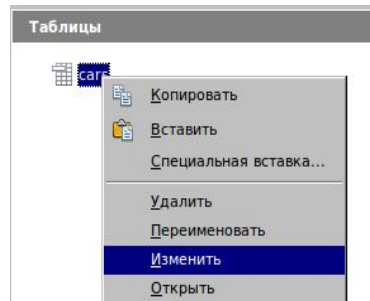 Таблицы
cars
Копировать
Вставить
Специальная вставка...
Удалить
Переименовать
Изменить
Открыть